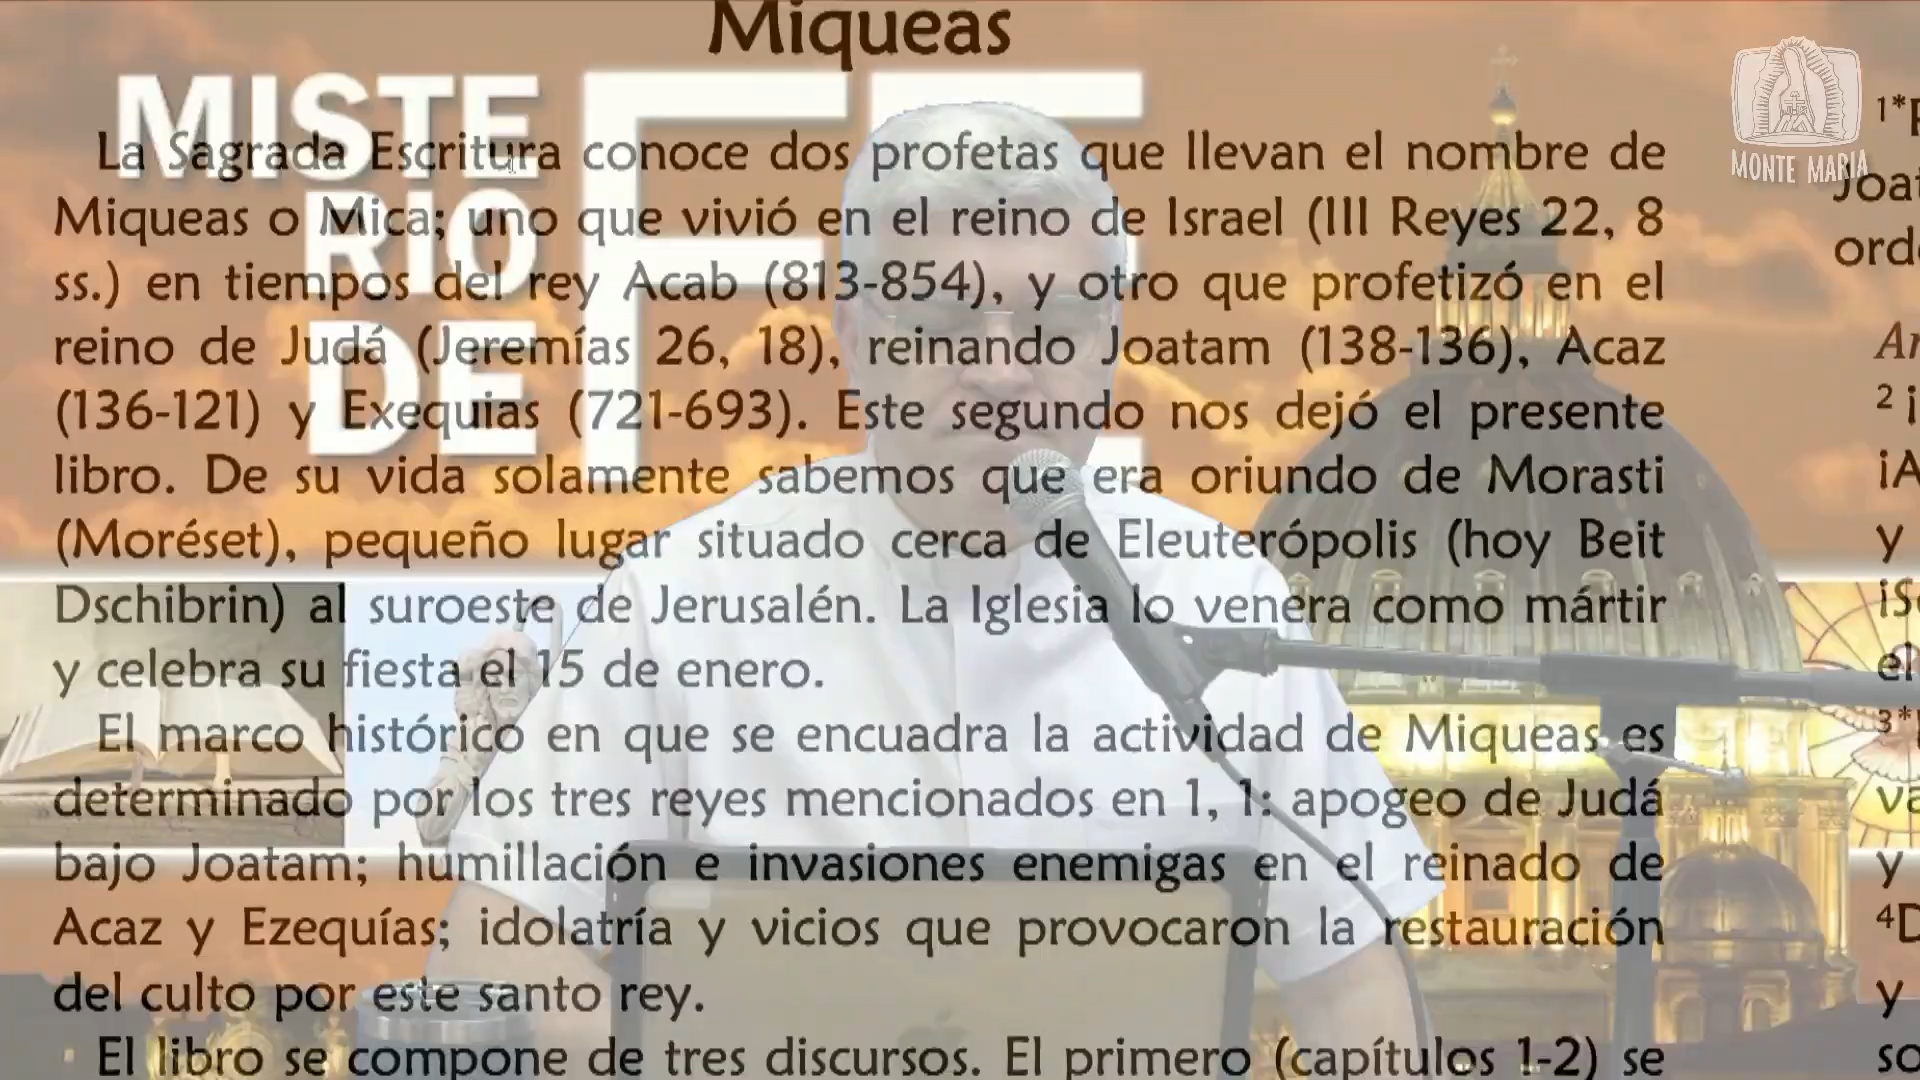 Miqueas
MISTE
RIO
DE
FE
MONTE MARIA
La Sagrada Escritura conoce dos profetas que llevan el nombre de
Miqueas o Mica; uno que vivió en el reino de Israel (III Reyes 22, 8
ss.) en tiempos del rey Acab (813-854), y otro que profetizó en el
reino de Judá (Jeremías 26, 18), reinando Joatam (138-136), Acaz
(136-121) y Exequias (721-693). Este segundo nos dejó el presente
libro. De su vida solamente sabemos que era oriundo de Morasti
(Moréset), pequeño lugar situado cerca de Eleuterópolis (hoy Beit
Dschibrin) al suroeste de Jerusalén. La Iglesia lo venera como mártir
y celebra su fiesta el 15 de enero.
El marco histórico en que se encuadra la actividad de Miqueas es
determinado por los tres reyes mencionados en 1, 1: apogeo de Judá
bajo Joatam; humillación e invasiones enemigas en el reinado de
Acaz y Ezequías; idolatría y vicios que provocaron la restauración
del culto por este santo rey.
El libro se compone de tres discursos. El primero (capítulos 1-2) se